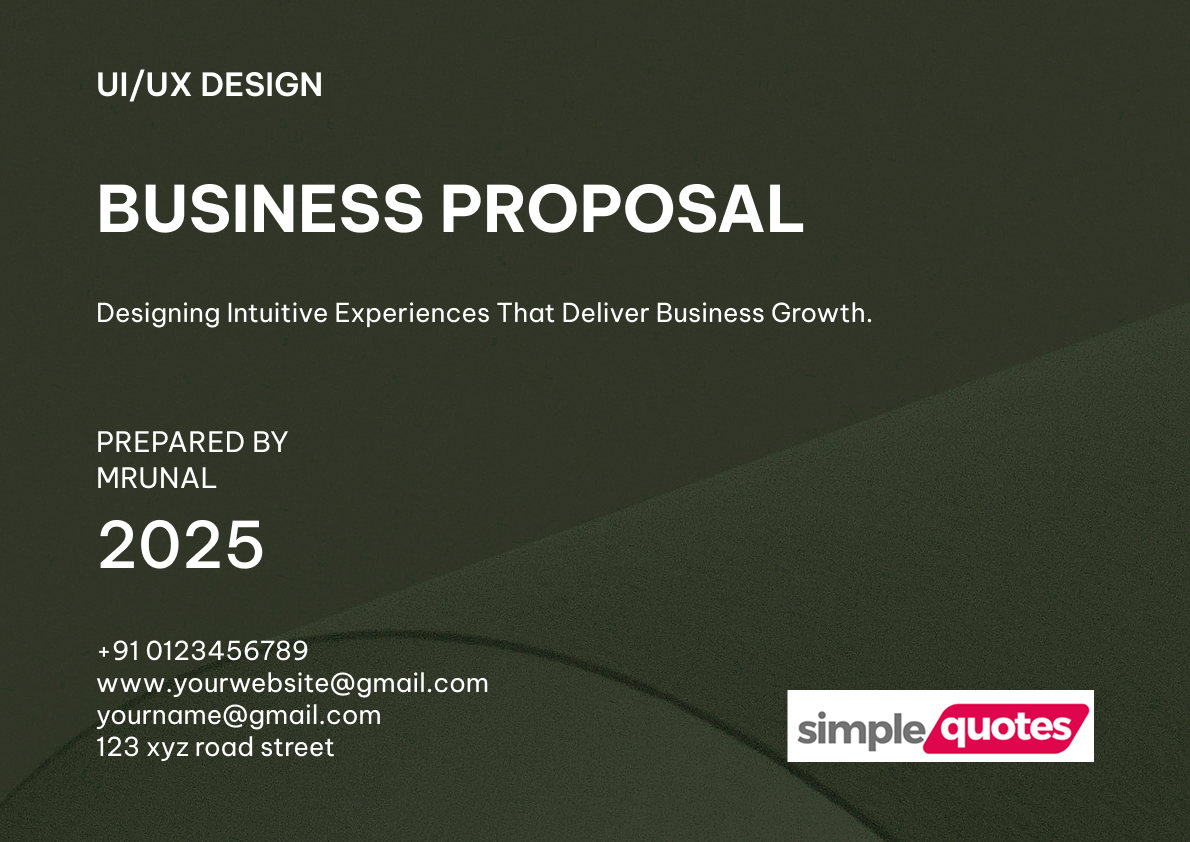 UI/UX DESIGN
BUSINESS PROPOSAL
Designing Intuitive Experiences That Deliver Business Growth.
PREPARED BY
MRUNAL
2025
+91 0123456789
www.yourwebsite@gmail.com
yourname@gmail.com
123 xyz road street
simple quotes